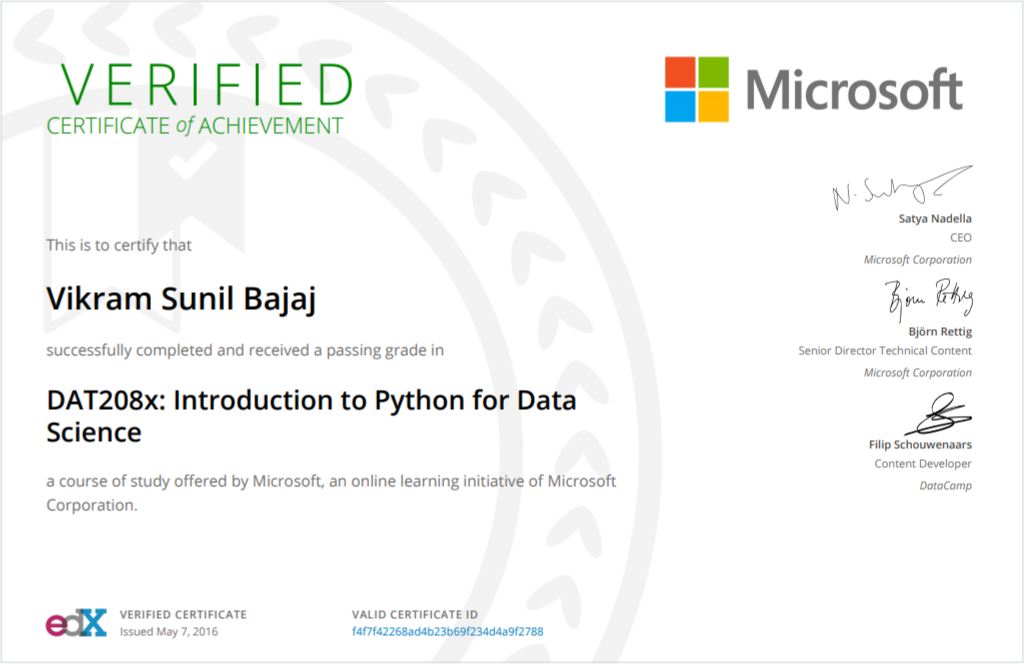 VERIFIED
CERTIFICATE of ACHIEVEMENT
Microsoft
This is to certify that
Vikram Sunil Bajaj
successfully completed and received a passing grade in
DAT208x: Introduction to Python for Data
Science
a course of study offered by Microsoft, an online learning initiative of Microsoft
Corporation.
N. Satya
Satya Nadella
CEO
Microsoft Corporation
Björn Rettig
Björn Rettig
Senior Director Technical Content
Microsoft Corporation
Filip Schouwenaars
Content Developer
DataCamp
edX
VERIFIED CERTIFICATE
Issued May 7, 2016
VALID CERTIFICATE ID
f4f7f42268ad4b23b69f234d4a9f2788